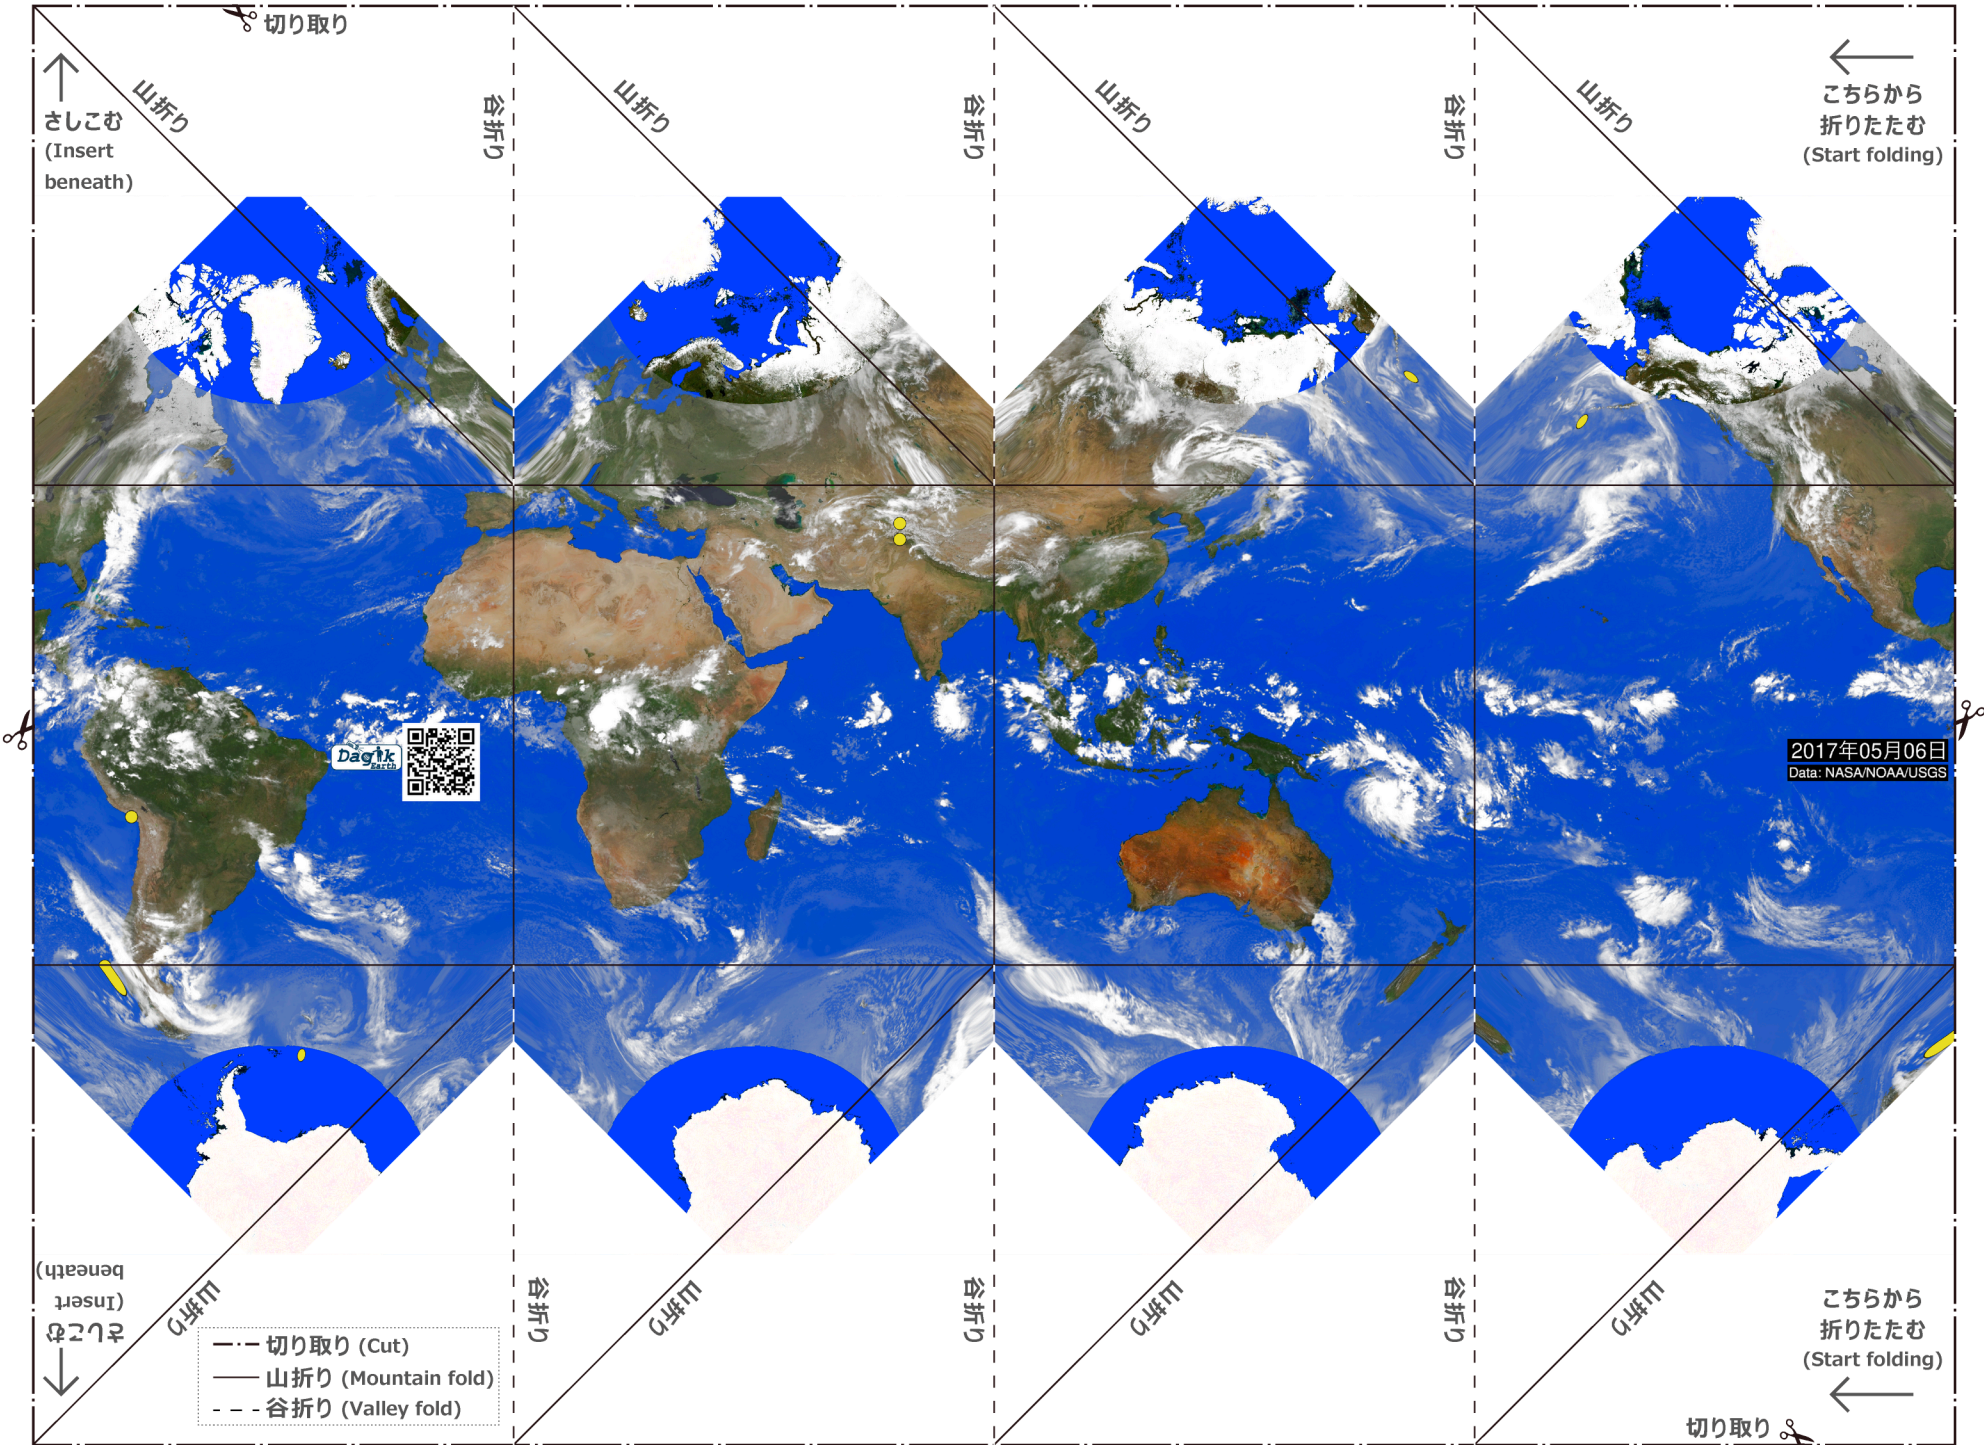 切り取り
さしこむ
(Insert
beneath)
山折り
谷折り
山折り
谷折り
山折り
谷折り
山折り
こちらから
折りたたむ
(Start folding)
Dagik
Earth
2017年05月06日
Data: NASA/NOAA/USGS
さしこむ
(Insert
beneath)
山折り
谷折り
山折り
谷折り
山折り
谷折り
山折り
こちらから
折りたたむ
(Start folding)
切り取り (Cut)
山折り (Mountain fold)
谷折り (Valley fold)
切り取り